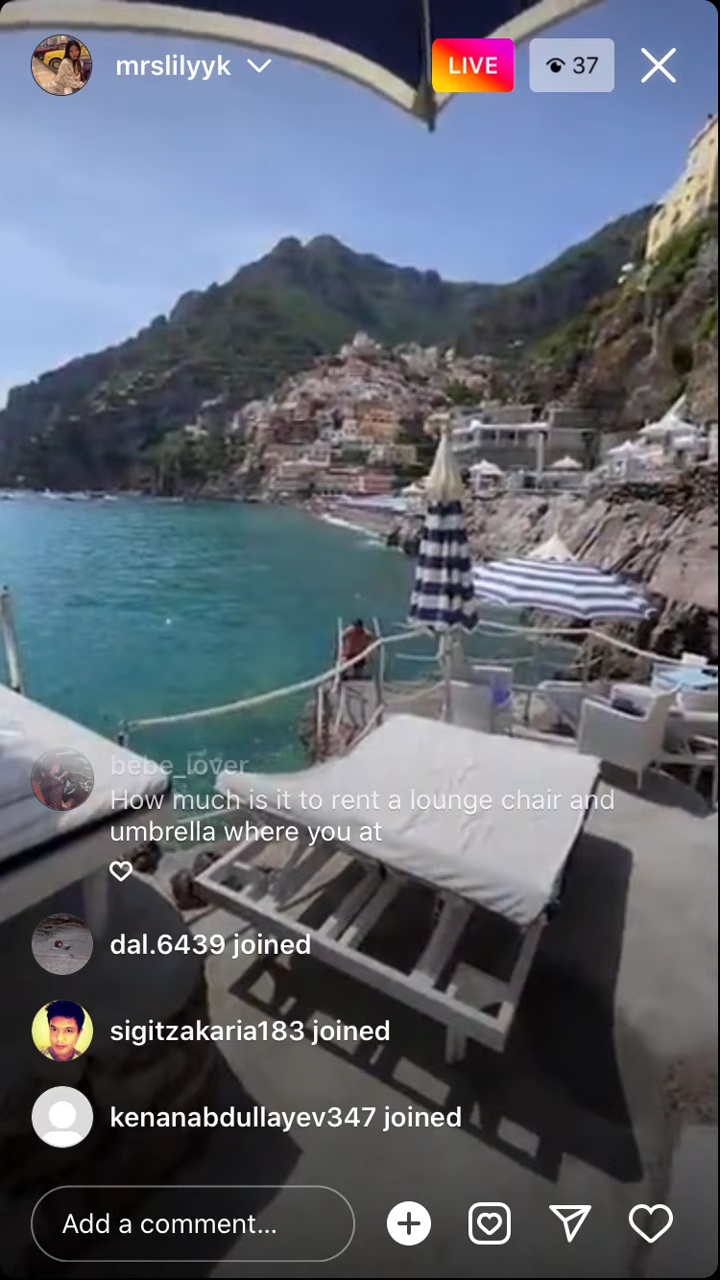 mrslilyyk
LIVE
37
bebe_lover
How much is it to rent a lounge chair and
umbrella where you at
dal.6439 joined
sigitzakaria183 joined
kenanabdullayev347 joined
Add a comment...